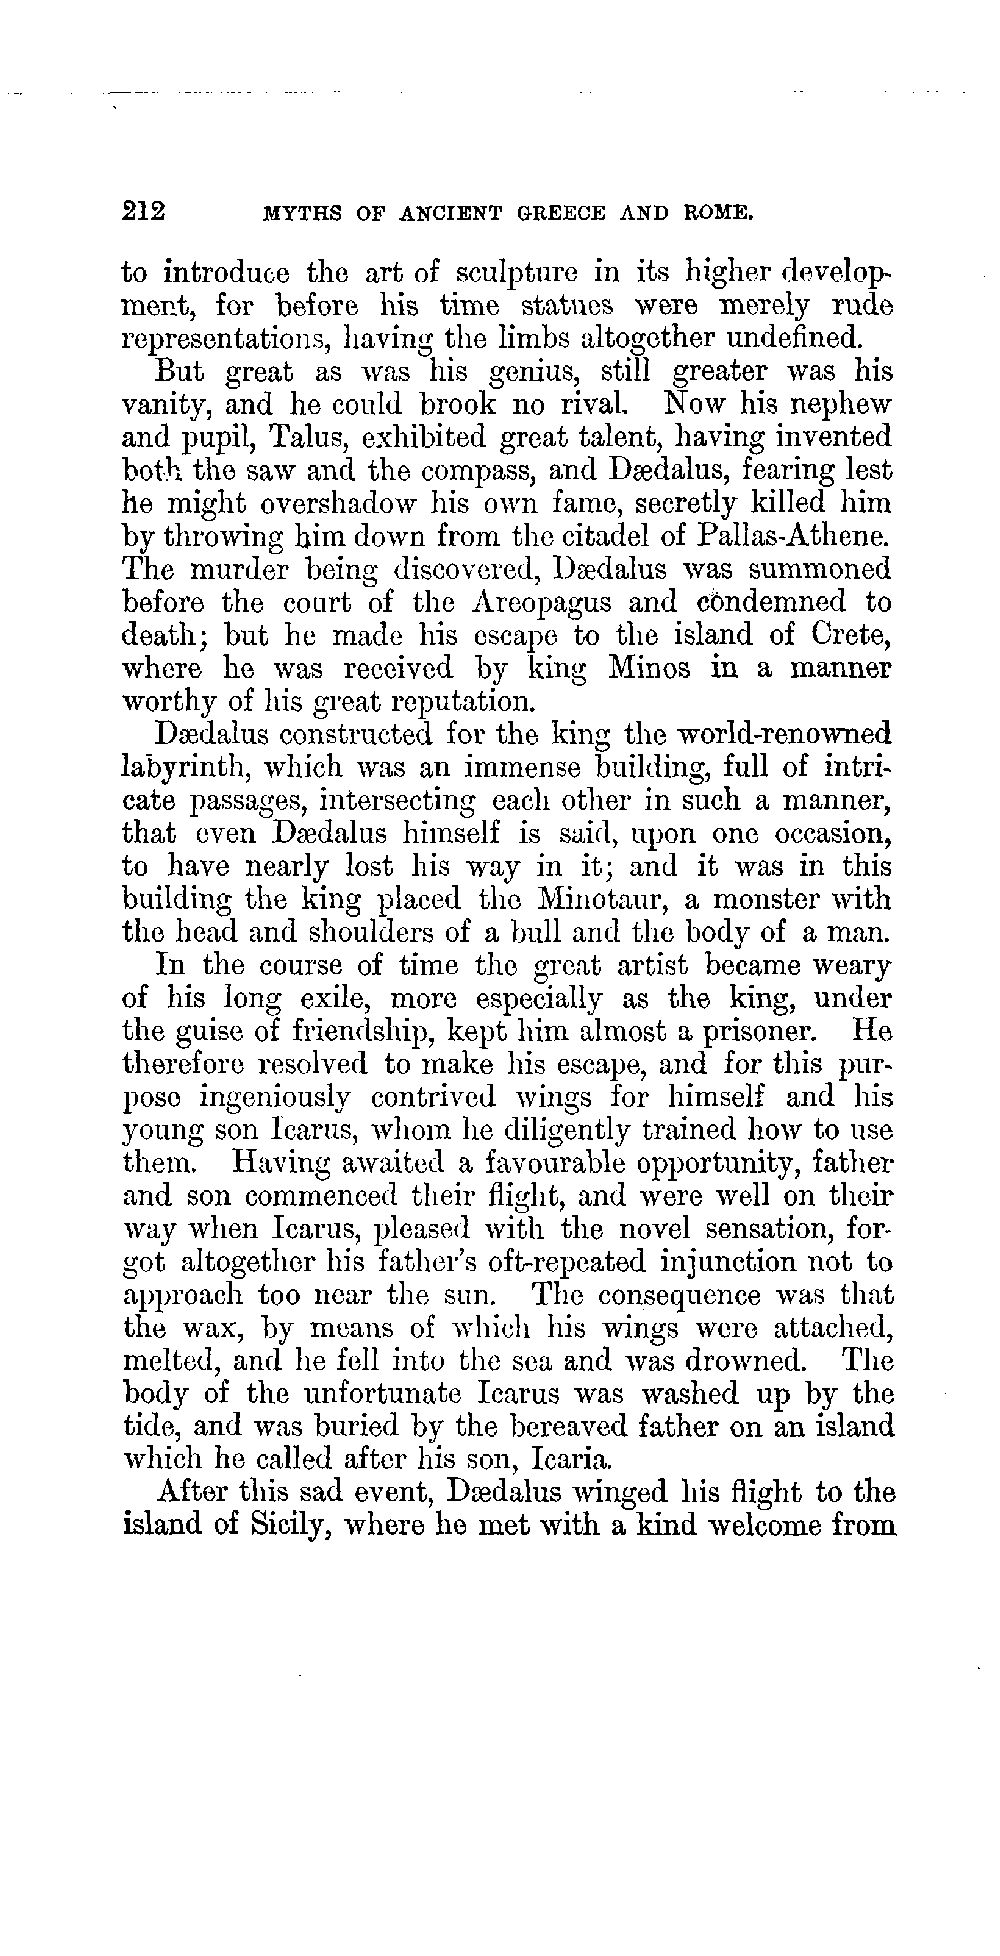 212 MYTHS OF ANCIENT GREECE AND ROME.
to introduce the art of sculpture in its higher develop-
ment, for before his time statues were merely rude
representations, having the limbs altogether undefined.
But great as was his genius, still greater was his
vanity, and he could brook no rival. Now his nephew
and pupil, Talus, exhibited great talent, having invented
both the saw and the compass, and Dædalus, fearing lest
he might overshadow his own fame, secretly killed him
by throwing him down from the citadel of Pallas-Athene.
The murder being discovered, Dædalus was summoned
before the court of the Areopagus and condemned to
death; but he made his escape to the island of Crete,
where he was received by king Minos in a manner
worthy of his great reputation.
Dædalus constructed for the king the world-renowned
labyrinth, which was an immense building, full of intri-
cate passages, intersecting each other in such a manner,
that even Dædalus himself is said, upon one occasion,
to have nearly lost his way in it; and it was in this
building the king placed the Minotaur, a monster with
the head and shoulders of a bull and the body of a man.
In the course of time the great artist became weary
of his long exile, more especially as the king, under
the guise of friendship, kept him almost a prisoner. He
therefore resolved to make his escape, and for this pur-
pose ingeniously contrived wings for himself and his
young son Icarus, whom he diligently trained how to use
them. Having awaited a favourable opportunity, father
and son commenced their flight, and were well on their
way when Icarus, pleased with the novel sensation, for-
got altogether his father's oft-repeated injunction not to
approach too near the sun. The consequence was that
the wax, by means of which his wings were attached,
melted, and he fell into the sea and was drowned. The
body of the unfortunate Icarus was washed up by the
tide, and was buried by the bereaved father on an island
which he called after his son, Icaria.
After this sad event, Dædalus winged his flight to the
island of Sicily, where he met with a kind welcome from